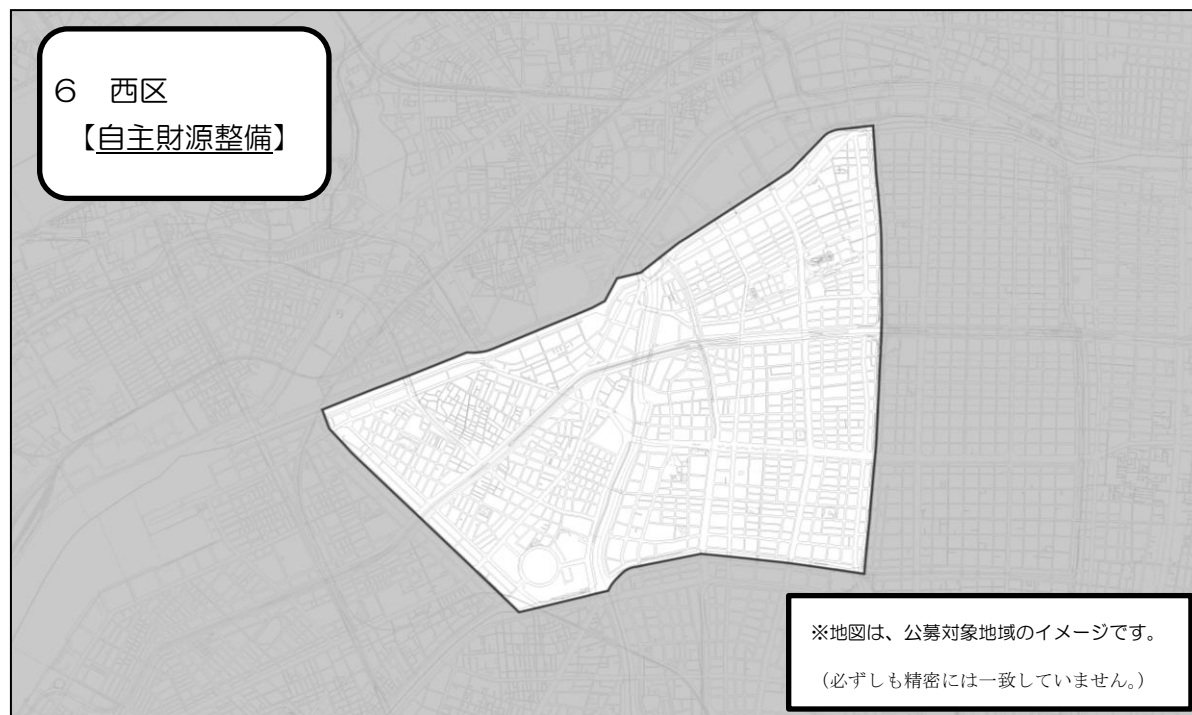 ６　西区
【自主財源整備】
※地図は、公募対象地域のイメージです。
（必ずしも精密には一致していません。）